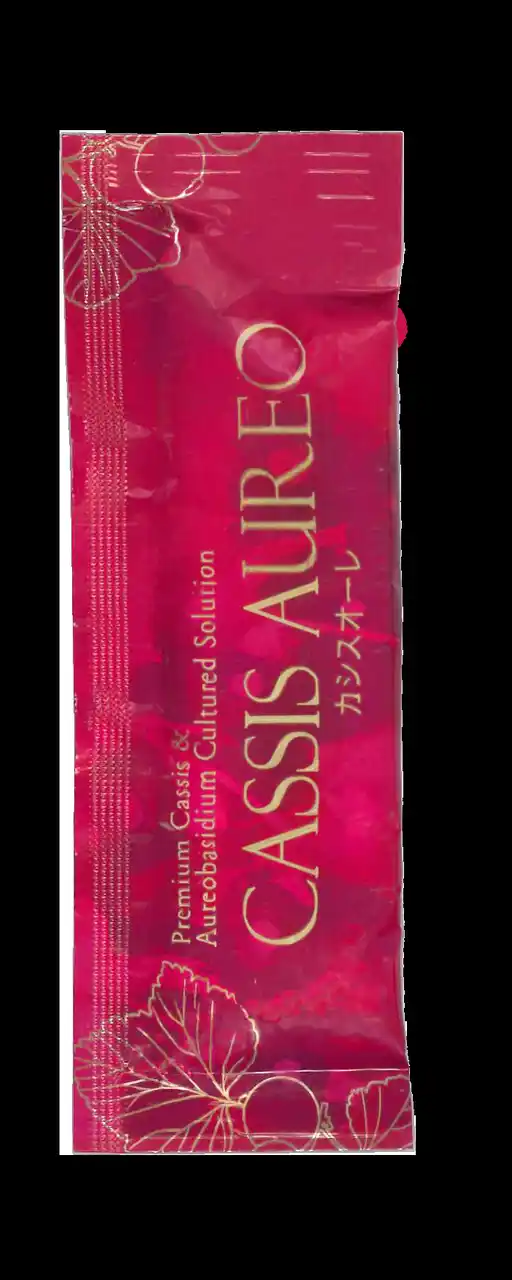 Premium Cassis &
Aureobasidium Cultured Solution
CASSIS AUREO
カシスオーレ